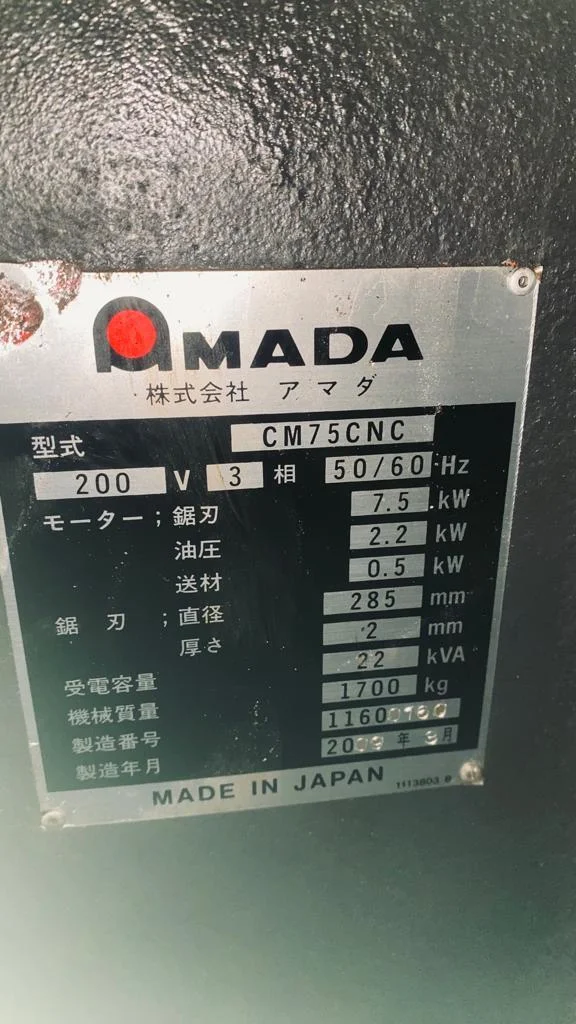 AMADA
株式会社 アマダ
型式 CM75CNC
200 V 3 相 50/60 Hz
モーター；鋸刃 7.5 kW
油圧 2.2 kW
送材 0.5 kW
鋸刃；直径 285 mm
厚さ 2 mm
受電容量 22 kVA
機械質量 1700 kg
製造番号 11600160
製造年月 2009 年 月
MADE IN JAPAN 1113803